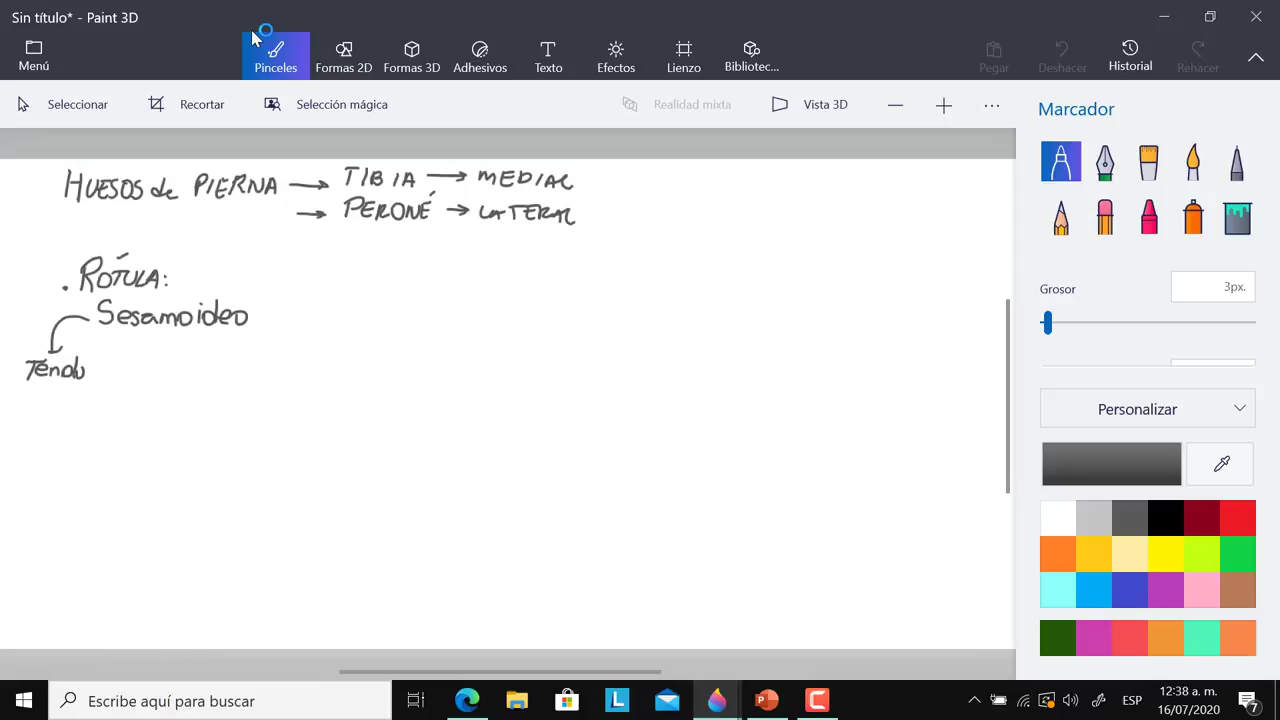 Sin título* - Paint 3D
Menú
Pinceles
Formas 2D
Formas 3D
Adhesivos
Texto
Efectos
Lienzo
Bibliotec...
Pegar
Deshacer
Historial
Rehacer
Seleccionar
Recortar
Selección mágica
Realidad mixta
Vista 3D
Marcador
HUESOS de PIERNA → TIBIA → MEDIAL
→ PERONÉ → LATERAL
. RÓTULA:
Sesamoideo
Tendu
Grosor
3px.
Personalizar
Escribe aquí para buscar
L
ESP
12:38 a. m.
16/07/2020
7